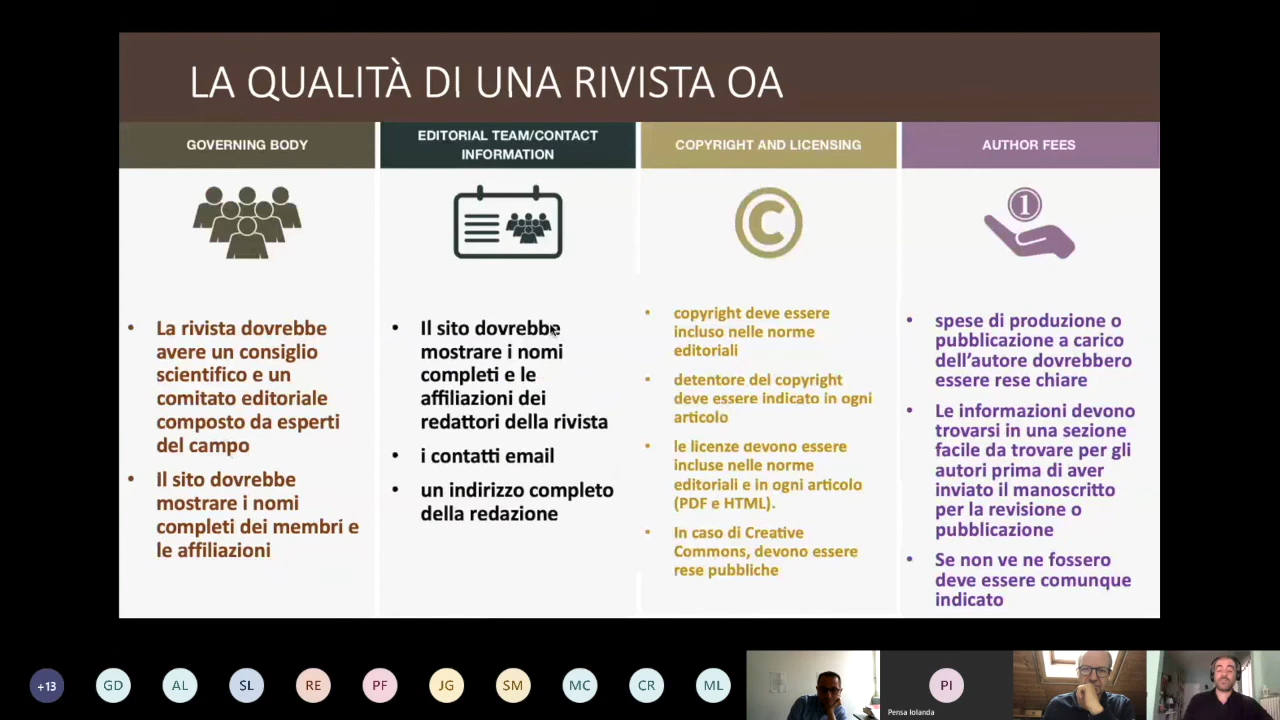 LA QUALITÀ DI UNA RIVISTA OA
GOVERNING BODY
• La rivista dovrebbe
avere un consiglio
scientifico e un
comitato editoriale
composto da esperti
del campo
• Il sito dovrebbe
mostrare i nomi
completi dei membri e
le affiliazioni
EDITORIAL TEAM/CONTACT
INFORMATION
• Il sito dovrebbe
mostrare i nomi
completi e le
affiliazioni dei
redattori della rivista
• i contatti email
• un indirizzo completo
della redazione
COPYRIGHT AND LICENSING
C
• copyright deve essere
incluso nelle norme
editoriali
• detentore del copyright
deve essere indicato in ogni
articolo
• le licenze devono essere
incluse nelle norme
editoriali e in ogni articolo
(PDF e HTML).
• In caso di Creative
Commons, devono essere
rese pubbliche
AUTHOR FEES
1
• spese di produzione o
pubblicazione a carico
dell'autore dovrebbero
essere rese chiare
• Le informazioni devono
trovarsi in una sezione
facile da trovare per gli
autori prima di aver
inviato il manoscritto
per la revisione o
pubblicazione
• Se non ve ne fossero
deve essere comunque
indicato
+13 GD AL SL RE PF JG SM MC CR ML PI
Pensa Iolanda